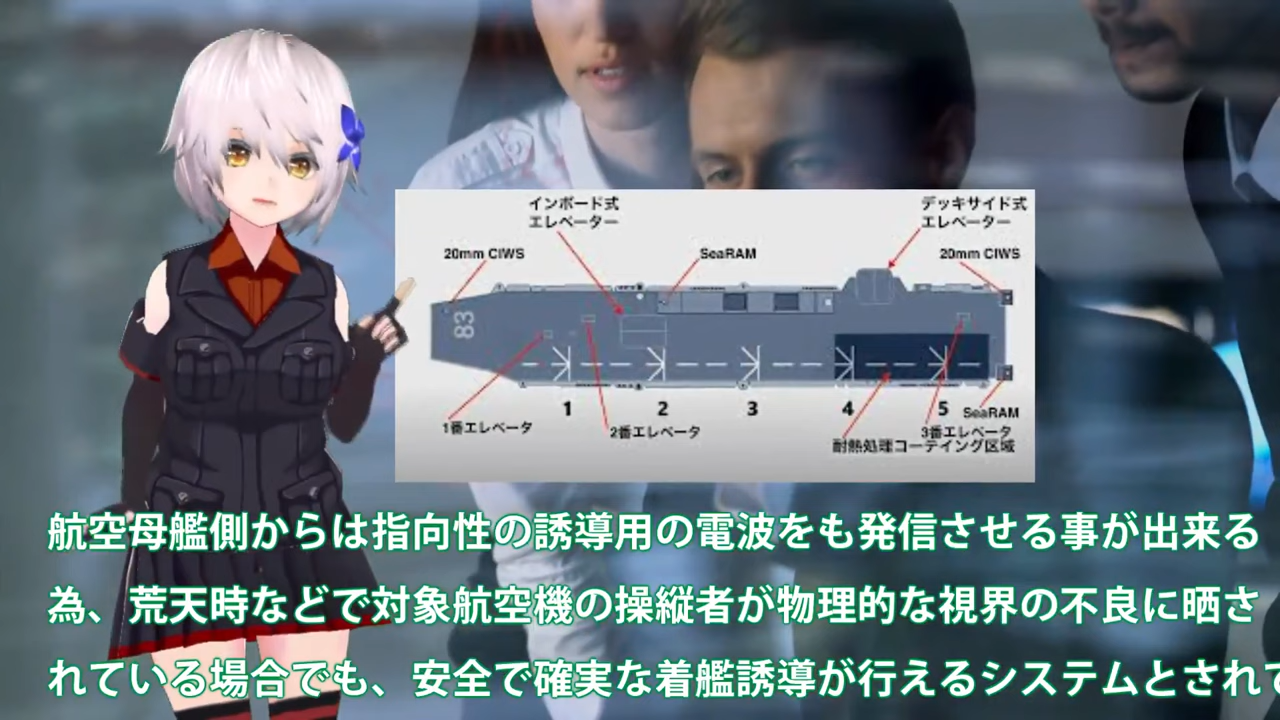 インボード式
エレベーター
デッキサイド式
エレベーター
20mm CIWS
SeaRAM
20mm CIWS
83
1
2
3
4
5
SeaRAM
1番エレベータ
2番エレベータ
3番エレベータ
耐熱処理コーテイング区域
航空母艦側からは指向性の誘導用の電波をも発信させる事が出来る
為、荒天時などで対象航空機の操縦者が物理的な視界の不良に晒さ
れている場合でも、安全で確実な着艦誘導が行えるシステムとされて